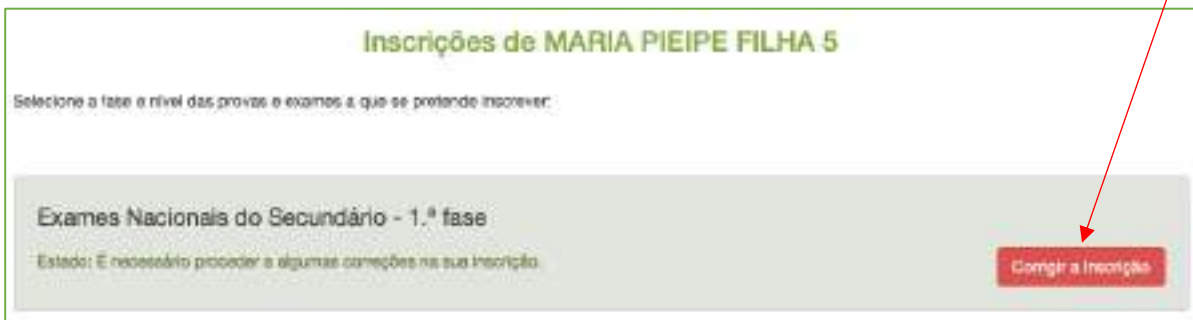 Inscrições de MARIA PIEIPE FILHA 5
Selecione a fase e nível das provas e exames a que se pretende inscrever:
Exames Nacionais do Secundário - 1.ª fase
Estado: É necessário proceder a algumas correções na sua inscrição.
Corrigir a Inscrição